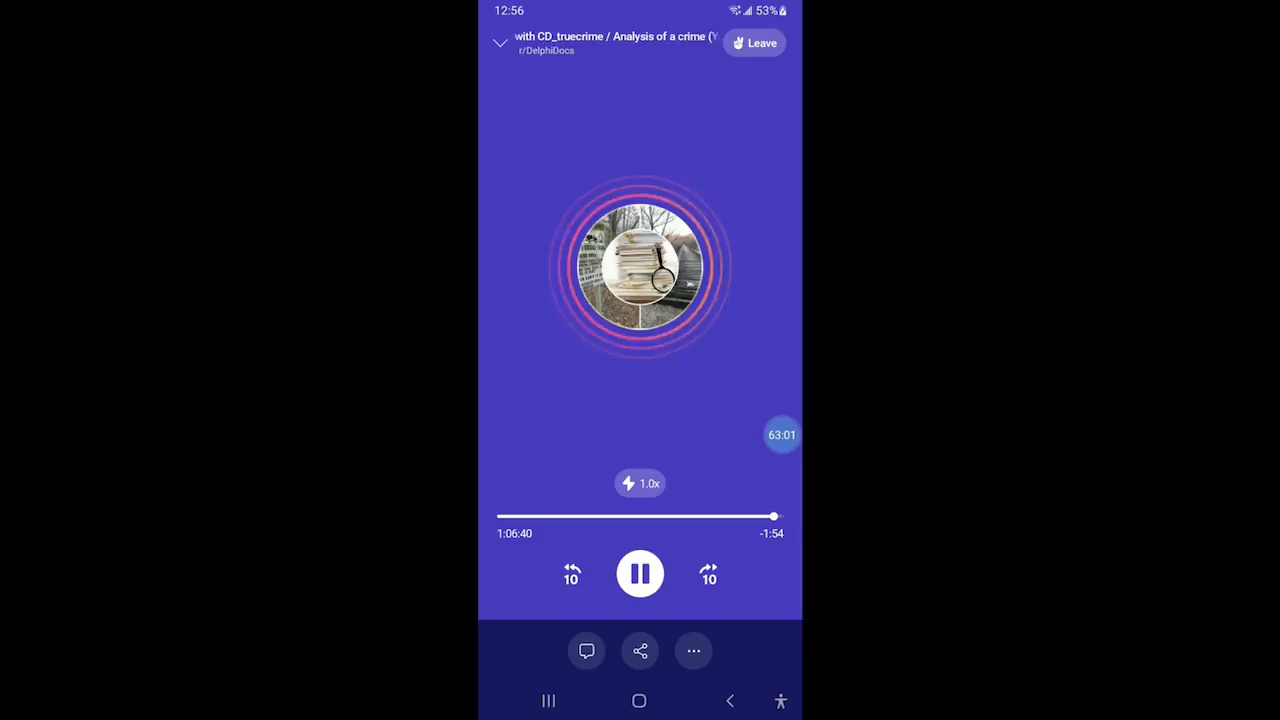 12:56
53%
with CD_truecrime / Analysis of a crime (Y
r/DelphiDocs
Leave
63:01
1.0x
1:06:40
-1:54
10
10